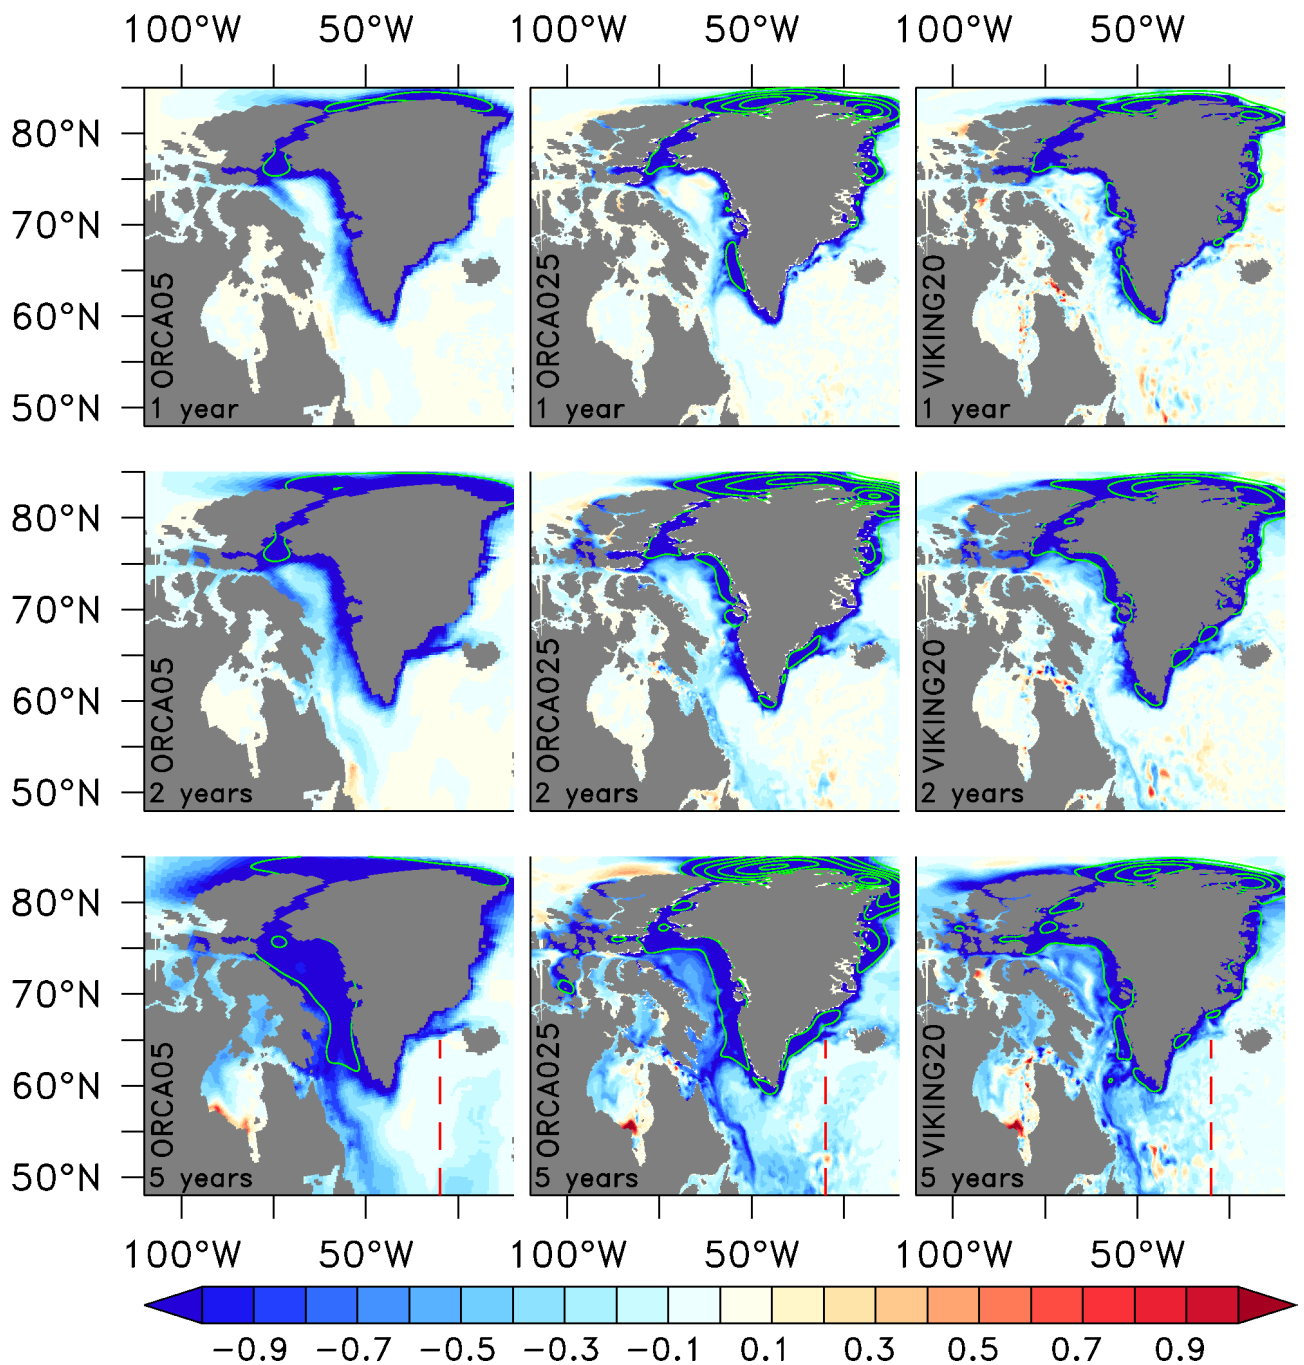 100°W 50°W 100°W 50°W 100°W 50°W
80°N
70°N
60°N
50°N
ORCA05
1 year
ORCA025
1 year
VIKING20
1 year
80°N
70°N
60°N
50°N
ORCA05
2 years
ORCA025
2 years
VIKING20
2 years
80°N
70°N
60°N
50°N
ORCA05
5 years
ORCA025
5 years
VIKING20
5 years
100°W 50°W 100°W 50°W 100°W 50°W
−0.9 −0.7 −0.5 −0.3 −0.1 0.1 0.3 0.5 0.7 0.9